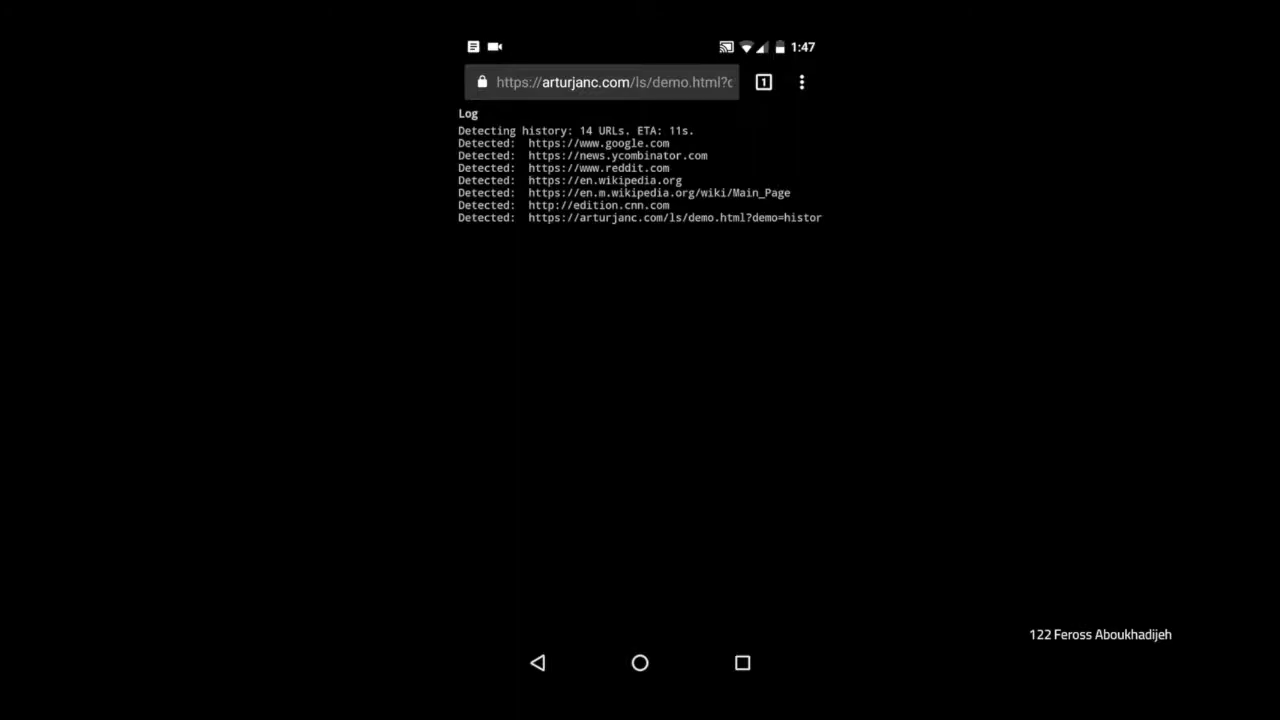 1:47
https://arturjanc.com/ls/demo.html?
1
Log
Detecting history: 14 URLs. ETA: 11s.
Detected: https://www.google.com
Detected: https://news.ycombinator.com
Detected: https://www.reddit.com
Detected: https://en.wikipedia.org
Detected: https://en.m.wikipedia.org/wiki/Main_Page
Detected: http://edition.cnn.com
Detected: https://arturjanc.com/ls/demo.html?demo=histor
122 Feross Aboukhadijeh